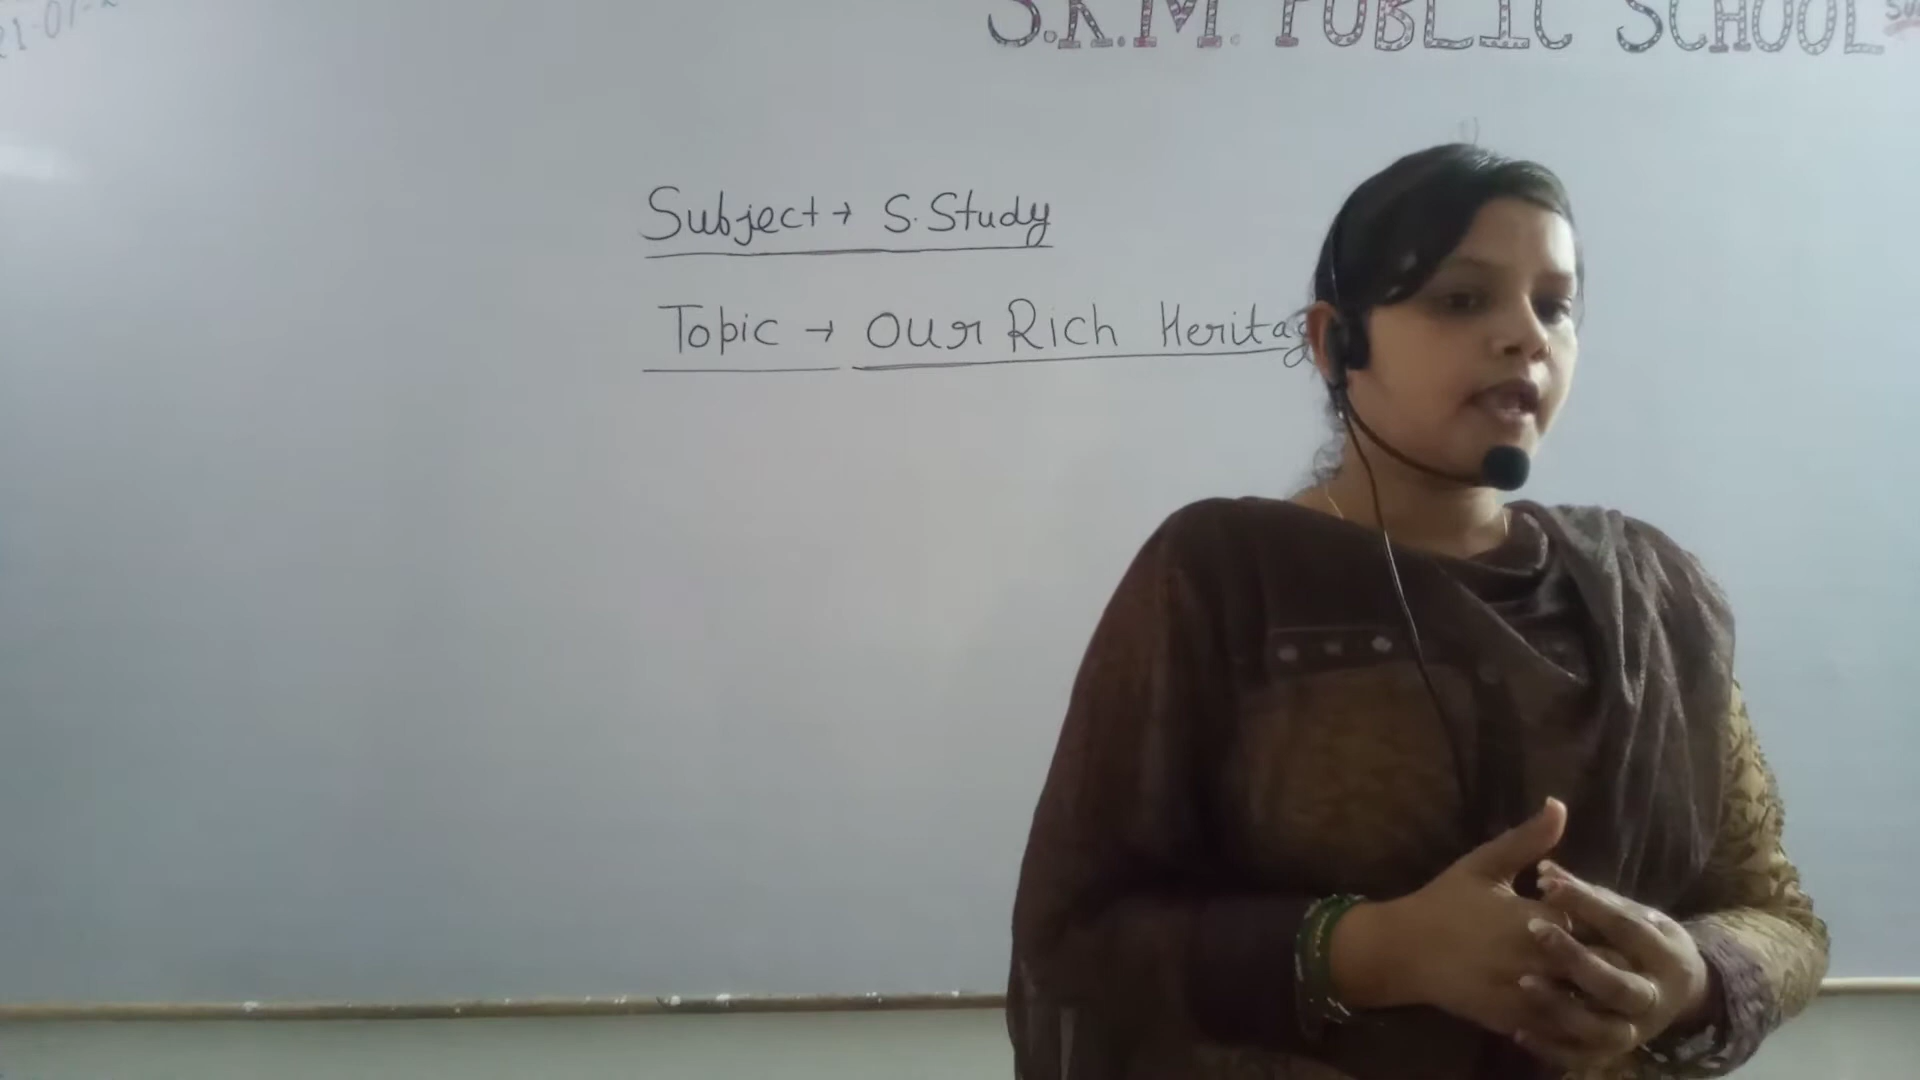 S.K.M. PUBLIC SCHOOL
Subject → S. Study
Topic → Our Rich Heritag